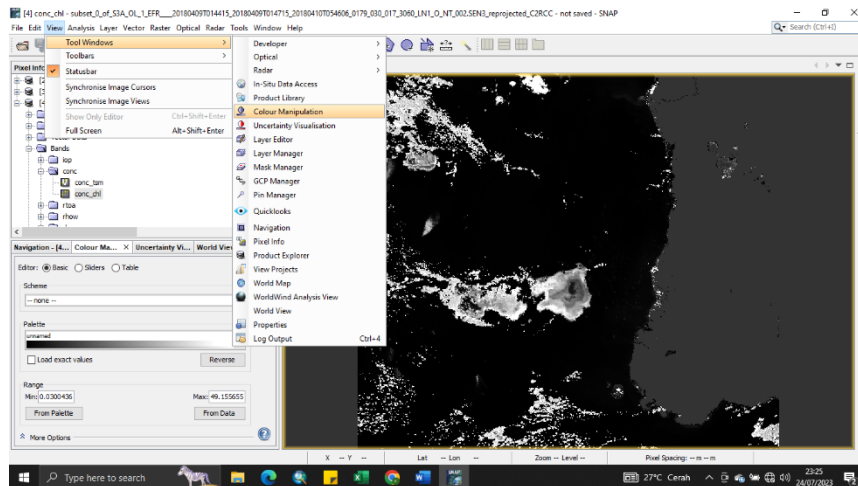 [4] conc_chl - subset_0_of_S3A_OL_1_EFR____20180409T014415_20180409T014715_20180410T054606_0179_030_017_3060_LN1_O_NT_002.SEN3_reprojected_C2RCC - not saved - SNAP
File Edit View Analysis Layer Vector Raster Optical Radar Tools Window Help
Search (Ctrl+I)
Tool Windows
Toolbars
Statusbar
Synchronise Image Cursors
Synchronise Image Views
Show Only Editor Ctrl+Shift+Enter
Full Screen Alt+Shift+Enter
Developer
Optical
Radar
In-Situ Data Access
Product Library
Colour Manipulation
Uncertainty Visualisation
Layer Editor
Layer Manager
Mask Manager
GCP Manager
Pin Manager
Quicklooks
Navigation
Pixel Info
Product Explorer
View Projects
World Map
WorldWind Analysis View
World View
Properties
Log Output Ctrl+4
Pixel Info
Bands
iop
conc
conc_tsm
conc_chl
rtoa
rhow
Navigation - [4... Colour Ma... × Uncertainty Vi... World View
Editor: Basic Sliders Table
Scheme
-- none --
Palette
unnamed
Load exact values Reverse
Range
Min: 0.0300436 Max: 49.155655
From Palette From Data
More Options
X -- Y -- Lat -- Lon -- Zoom -- Level -- Pixel Spacing: -- m -- m
Type here to search
27°C Cerah
23:25
24/07/2023